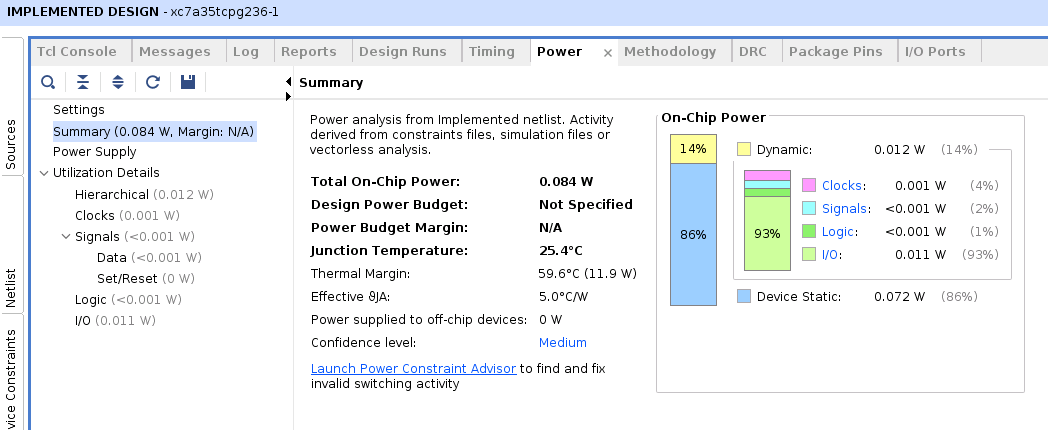 IMPLEMENTED DESIGN - xc7a35tcpg236-1
Tcl Console Messages Log Reports Design Runs Timing Power × Methodology DRC Package Pins I/O Ports
Summary
Sources
Netlist
vice Constraints
Settings
Summary (0.084 W, Margin: N/A)
Power Supply
Utilization Details
Hierarchical (0.012 W)
Clocks (0.001 W)
Signals (<0.001 W)
Data (<0.001 W)
Set/Reset (0 W)
Logic (<0.001 W)
I/O (0.011 W)
Power analysis from Implemented netlist. Activity
derived from constraints files, simulation files or
vectorless analysis.
Total On-Chip Power: 0.084 W
Design Power Budget: Not Specified
Power Budget Margin: N/A
Junction Temperature: 25.4°C
Thermal Margin: 59.6°C (11.9 W)
Effective ϑJA: 5.0°C/W
Power supplied to off-chip devices: 0 W
Confidence level: Medium
Launch Power Constraint Advisor to find and fix
invalid switching activity
On-Chip Power
14%
86%
Dynamic: 0.012 W (14%)
93%
Clocks: 0.001 W (4%)
Signals: <0.001 W (2%)
Logic: <0.001 W (1%)
I/O: 0.011 W (93%)
Device Static: 0.072 W (86%)